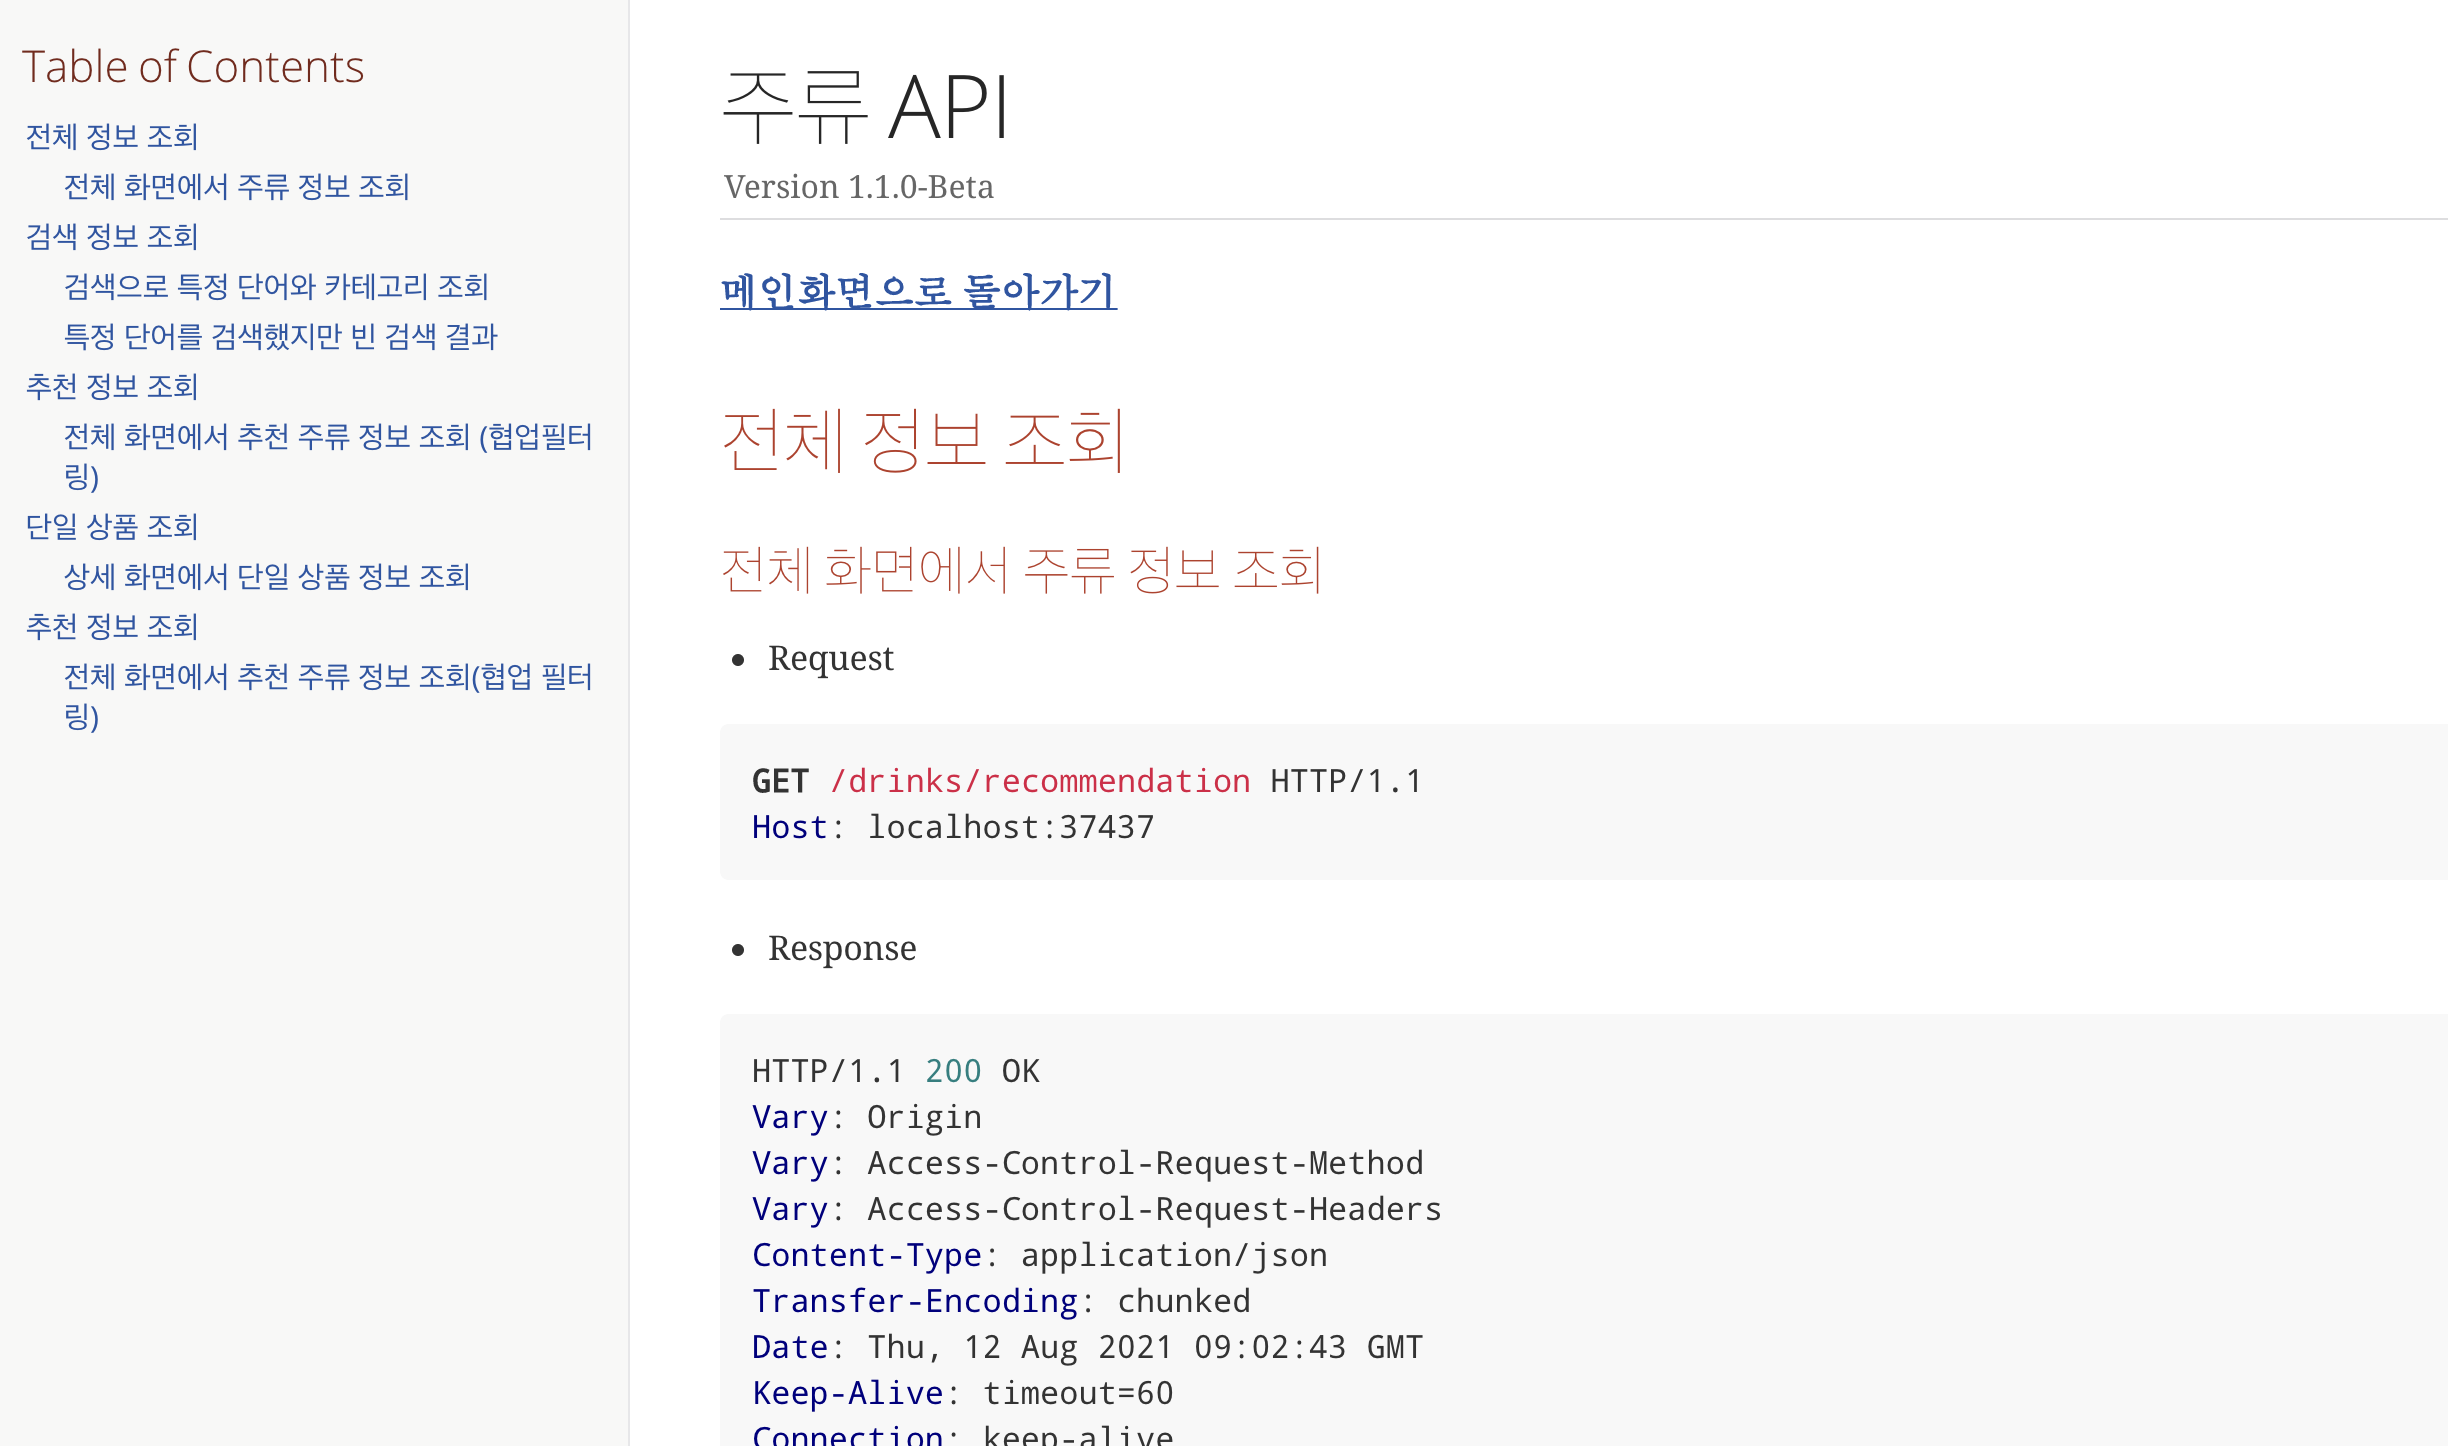 Table of Contents
전체 정보 조회
전체 화면에서 주류 정보 조회
검색 정보 조회
검색으로 특정 단어와 카테고리 조회
특정 단어를 검색했지만 빈 검색 결과
추천 정보 조회
전체 화면에서 추천 주류 정보 조회 (협업필터
링)
단일 상품 조회
상세 화면에서 단일 상품 정보 조회
추천 정보 조회
전체 화면에서 추천 주류 정보 조회(협업 필터
링)
주류 API
Version 1.1.0-Beta
메인화면으로 돌아가기
전체 정보 조회
전체 화면에서 주류 정보 조회
• Request
GET /drinks/recommendation HTTP/1.1
Host: localhost:37437
• Response
HTTP/1.1 200 OK
Vary: Origin
Vary: Access-Control-Request-Method
Vary: Access-Control-Request-Headers
Content-Type: application/json
Transfer-Encoding: chunked
Date: Thu, 12 Aug 2021 09:02:43 GMT
Keep-Alive: timeout=60
Connection: keep-alive